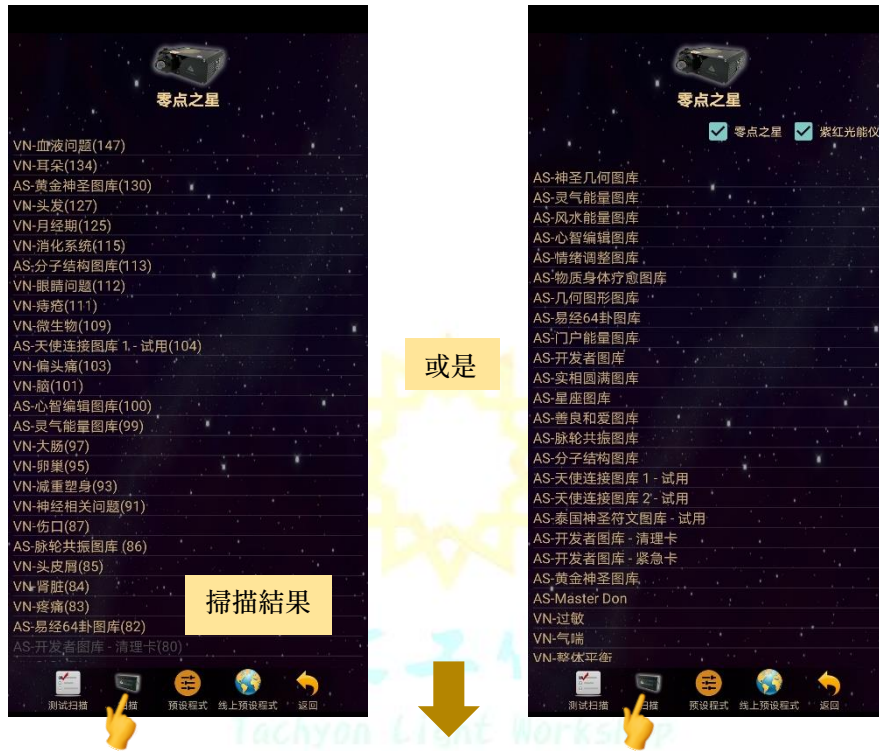 零点之星
VN-血液问题(147)
VN-耳朵(134)
AS-黄金神圣图库(130)
VN-头发(127)
VN-月经期(125)
VN-消化系统(115)
AS-分子结构图库(113)
VN-眼睛问题(112)
VN-痔疮(111)
VN-微生物(109)
AS-天使连接图库 1 - 试用(104)
VN-偏头痛(103)
VN-脑(101)
AS-心智编辑图库(100)
AS-灵气能量图库(99)
VN-大肠(97)
VN-卵巢(95)
VN-减重塑身(93)
VN-神经相关问题(91)
VN-伤口(87)
AS-脉轮共振图库 (86)
VN-头皮屑(85)
VN-肾脏(84)
VN-疼痛(83)
AS-易经64卦图库(82)
AS-开发者图库 - 清理卡(80)
掃描結果
测试扫描
描
预设程式
线上预设程式
返回
或是
零点之星
零点之星
紫红光能仪
AS-神圣几何图库
AS-灵气能量图库
AS-风水能量图库
AS-心智编辑图库
AS-情绪调整图库
AS-物质身体疗愈图库
AS-几何图形图库
AS-易经64卦图库
AS-门户能量图库
AS-开发者图库
AS-实相圆满图库
AS-星座图库
AS-善良和爱图库
AS-脉轮共振图库
AS-分子结构图库
AS-天使连接图库 1 - 试用
AS-天使连接图库 2 - 试用
AS-泰国神圣符文图库 - 试用
AS-开发者图库 - 清理卡
AS-开发者图库 - 紧急卡
AS-黄金神圣图库
AS-Master Don
VN-过敏
VN-气喘
VN-整体平衡
测试扫描
描
预设程式
线上预设程式
返回
Tachyon Light Workshop